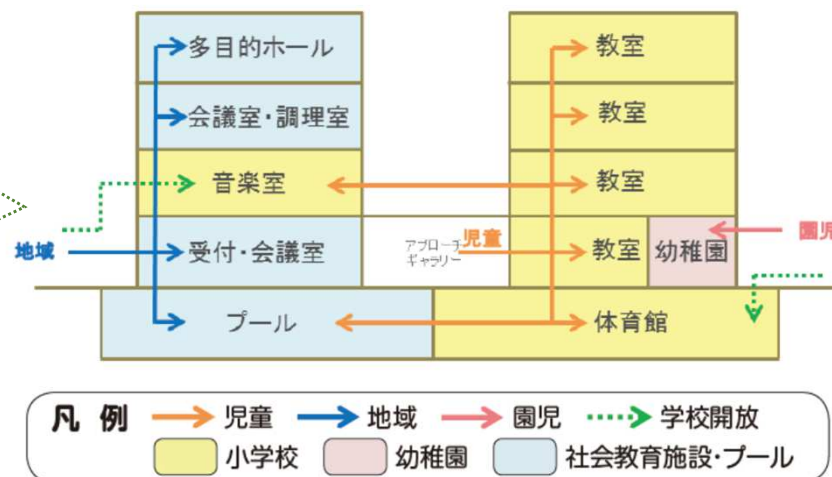 多目的ホール 教室
会議室・調理室 教室
音楽室 教室
地域 受付・会議室 アプローチ
ギャラリー 児童 教室 幼稚園 園児
プール 体育館
凡例 児童 地域 園児 学校開放
小学校 幼稚園 社会教育施設・プール